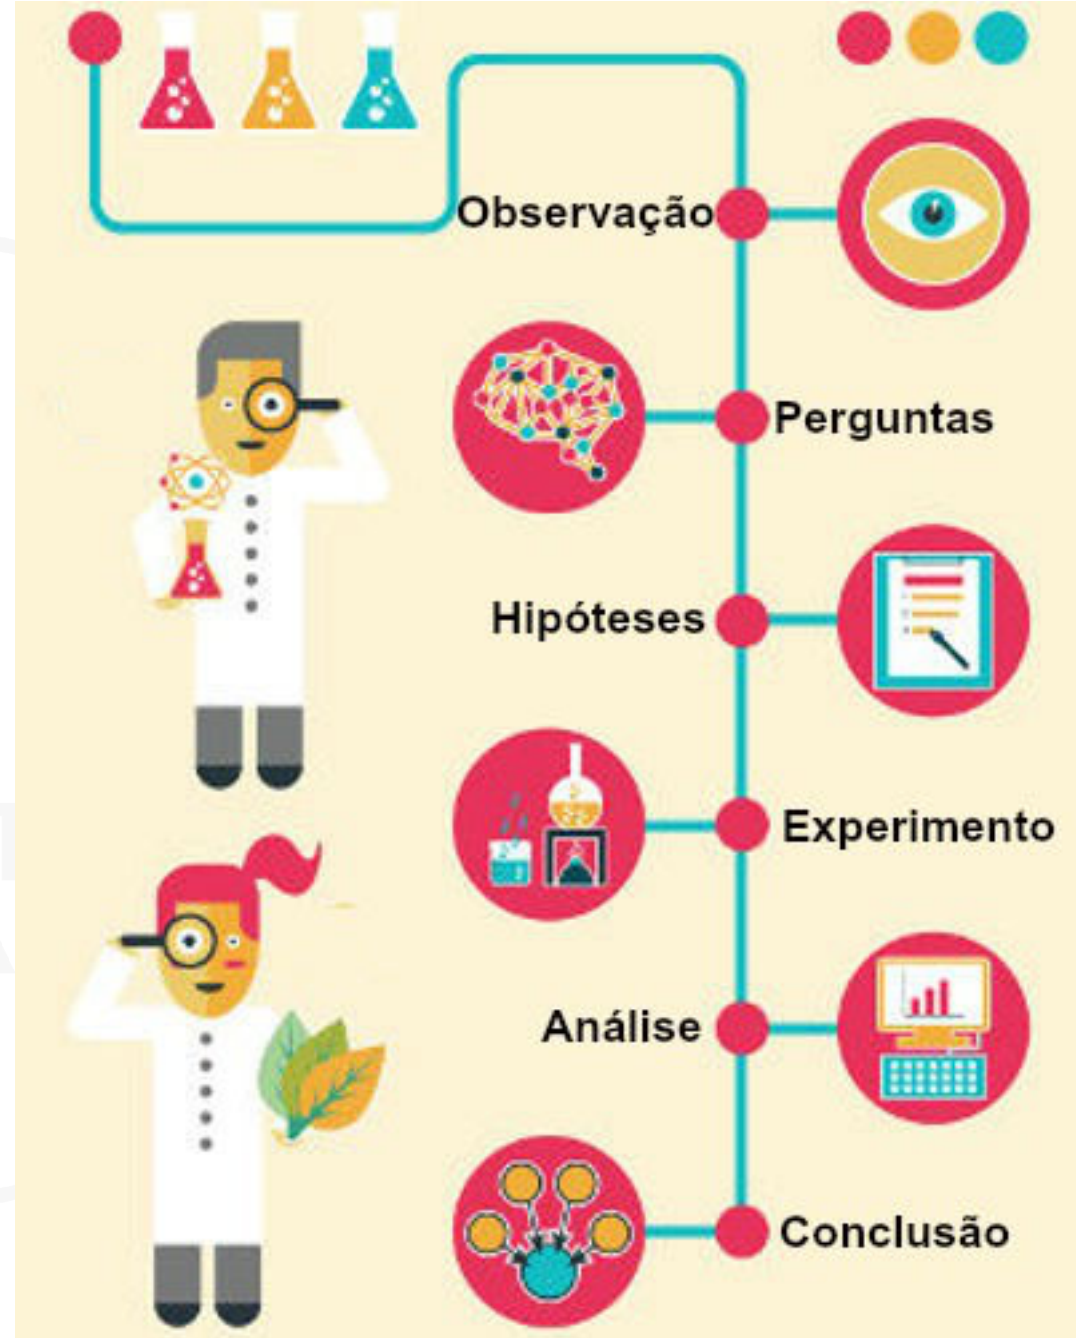 Observação
Perguntas
Hipóteses
Experimento
Análise
Conclusão